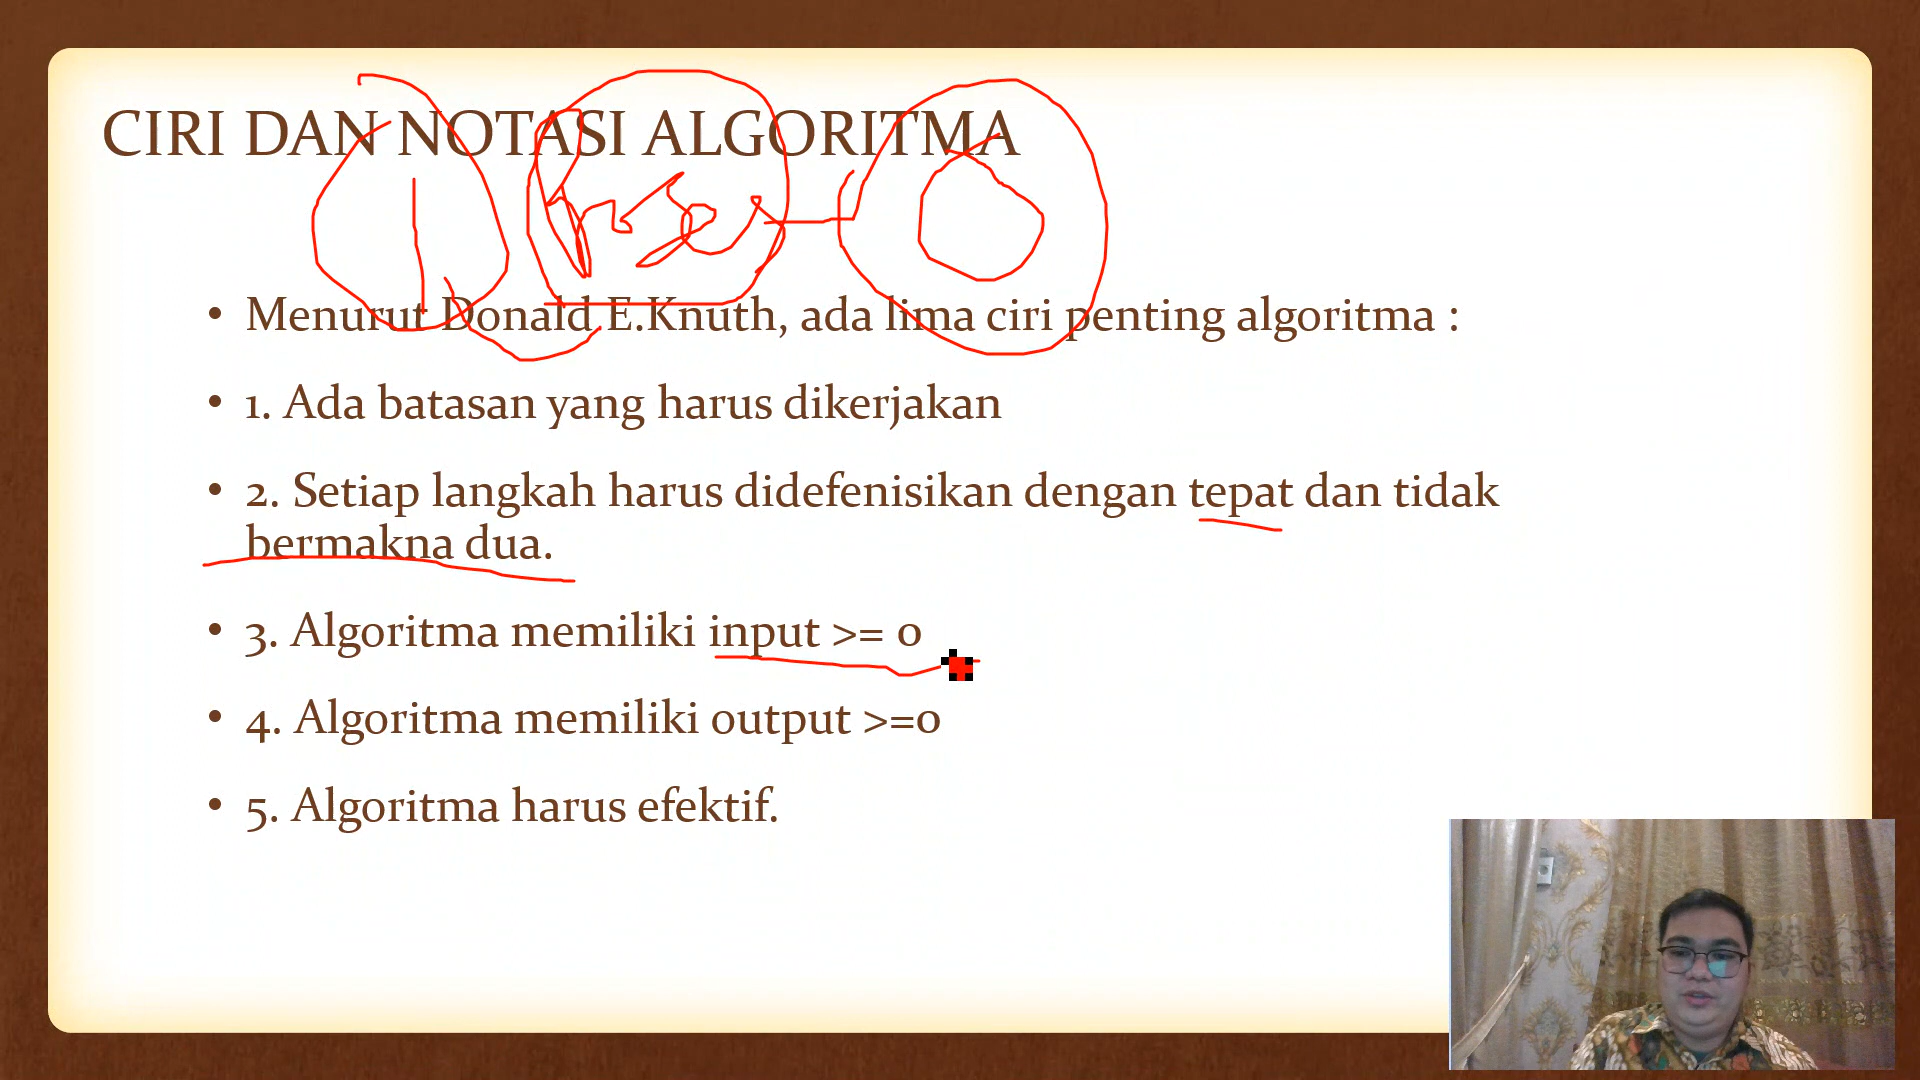 CIRI DAN NOTASI ALGORITMA
• Menurut Donald E.Knuth, ada lima ciri penting algoritma :
• 1. Ada batasan yang harus dikerjakan
• 2. Setiap langkah harus didefenisikan dengan tepat dan tidak
bermakna dua.
• 3. Algoritma memiliki input >= 0
• 4. Algoritma memiliki output >=0
• 5. Algoritma harus efektif.